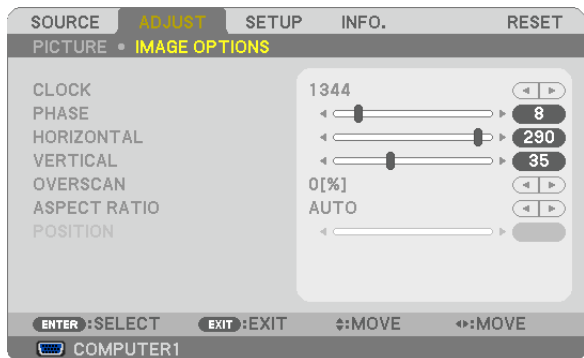 SOURCE ADJUST SETUP INFO. RESET
PICTURE • IMAGE OPTIONS
CLOCK 1344
PHASE 8
HORIZONTAL 290
VERTICAL 35
OVERSCAN 0[%]
ASPECT RATIO AUTO
POSITION
ENTER :SELECT EXIT :EXIT :MOVE :MOVE
COMPUTER1